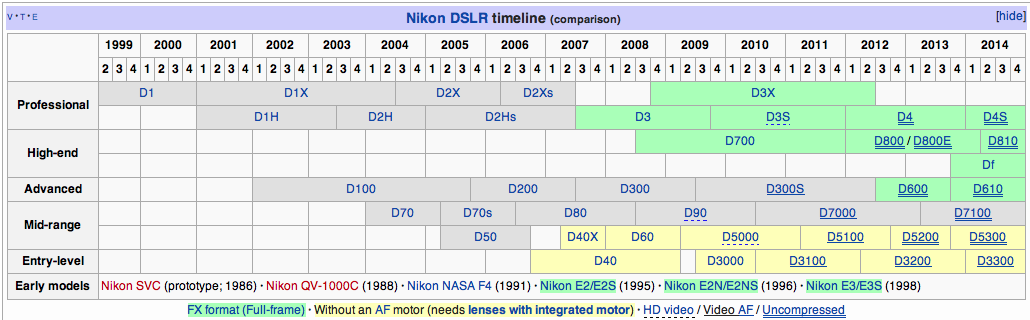 V · T · E Nikon DSLR timeline (comparison) [hide]
1999 2000 2001 2002 2003 2004 2005 2006 2007 2008 2009 2010 2011 2012 2013 2014
2 3 4 1 2 3 4 1 2 3 4 1 2 3 4 1 2 3 4 1 2 3 4 1 2 3 4 1 2 3 4 1 2 3 4 1 2 3 4 1 2 3 4 1 2 3 4 1 2 3 4 1 2 3 4 1 2 3 4 1 2 3 4
Professional D1 D1X D2X D2Xs D3X
D1H D2H D2Hs D3 D3S D4 D4S
High-end D700 D800 / D800E D810
Df
Advanced D100 D200 D300 D300S D600 D610
Mid-range D70 D70s D80 D90 D7000 D7100
D50 D40X D60 D5000 D5100 D5200 D5300
Entry-level D40 D3000 D3100 D3200 D3300
Early models Nikon SVC (prototype; 1986) · Nikon QV-1000C (1988) · Nikon NASA F4 (1991) · Nikon E2/E2S (1995) · Nikon E2N/E2NS (1996) · Nikon E3/E3S (1998)
FX format (Full-frame) · Without an AF motor (needs lenses with integrated motor) · HD video / Video AF / Uncompressed